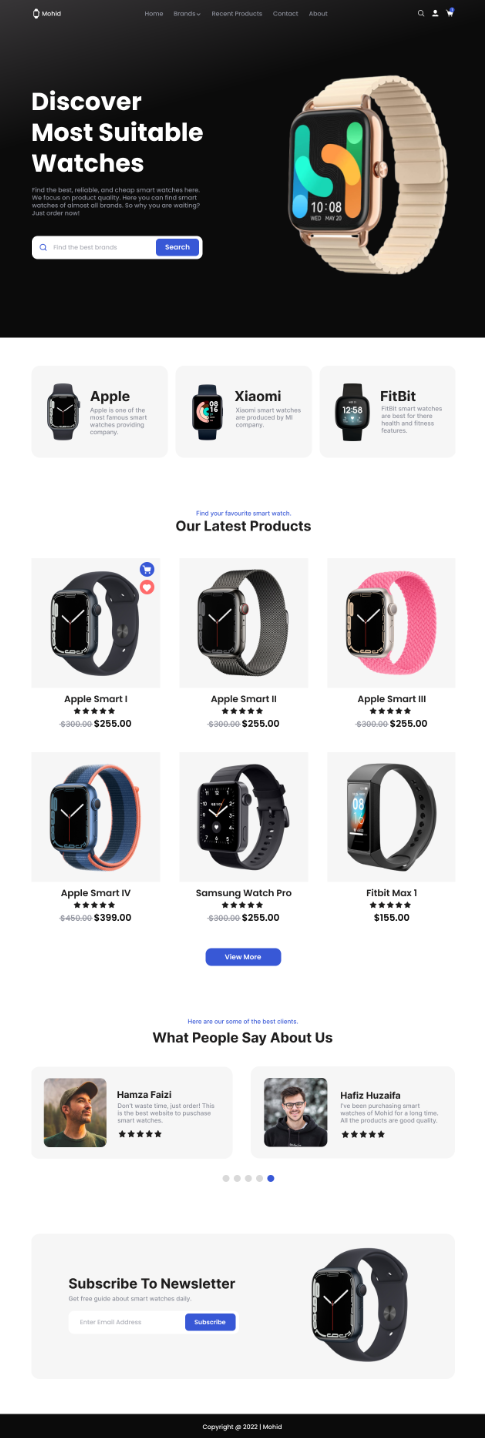 Mohid
Home Brands Recent Products Contact About
Discover
Most Suitable
Watches
Find the best, reliable, and cheap smart watches here.
We focus on product quality. Here you can find smart
watches of almost all brands. So why you are waiting?
Just order now!
Find the best brands
Search
10:08
WED MAY 20
Apple
Apple is one of the
most famous smart
watches providing
company.
08
16
Xiaomi
Xiaomi smart watches
are produced by MI
company.
12:58
FitBit
FitBit smart watches
are best for there
health and fitness
features.
Find your favourite smart watch.
Our Latest Products
Apple Smart I
$300.00 $255.00
Apple Smart II
$300.00 $255.00
Apple Smart III
$300.00 $255.00
Apple Smart IV
$450.00 $399.00
Samsung Watch Pro
$300.00 $255.00
08
Fitbit Max 1
$155.00
View More
Here are our some of the best clients.
What People Say About Us
Hamza Faizi
Don't waste time, just order! This
is the best website to puschase
smart watches.
Hafiz Huzaifa
I've been purchasing smart
watches of Mohid for a long time.
All the products are good quality.
Subscribe To Newsletter
Get free guide about smart watches daily.
Enter Email Address
Subscribe
Copyright @ 2022 | Mohid